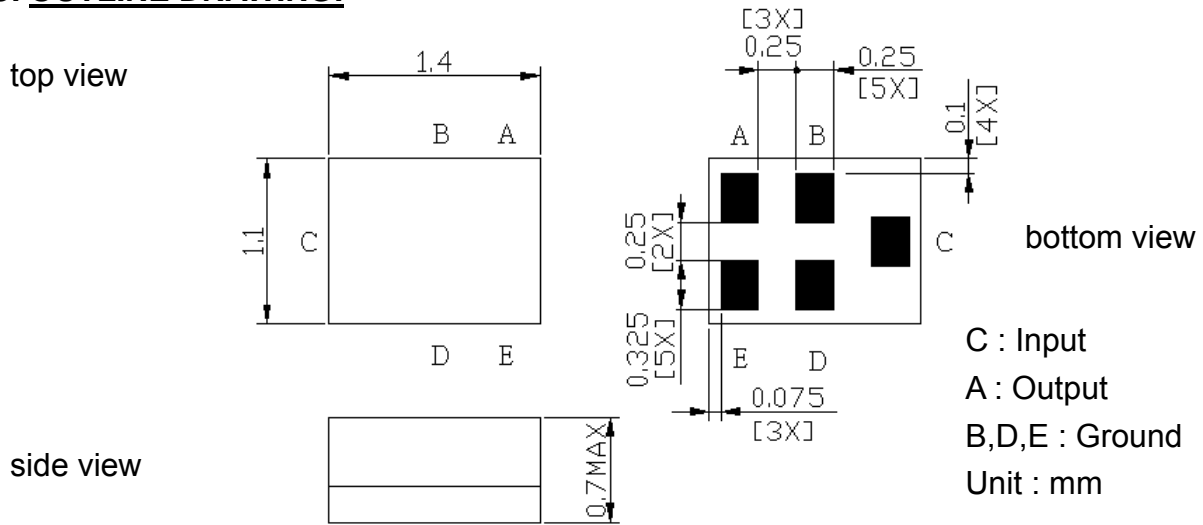 top view
1.4
B A
1.1
C
D E
side view
0.7MAX
[3X]
0.25
0.25
[5X]
0.1
[4X]
A B
0.25
[2X]
C
bottom view
0.325
[5X]
E D
0.075
[3X]
C : Input
A : Output
B,D,E : Ground
Unit : mm